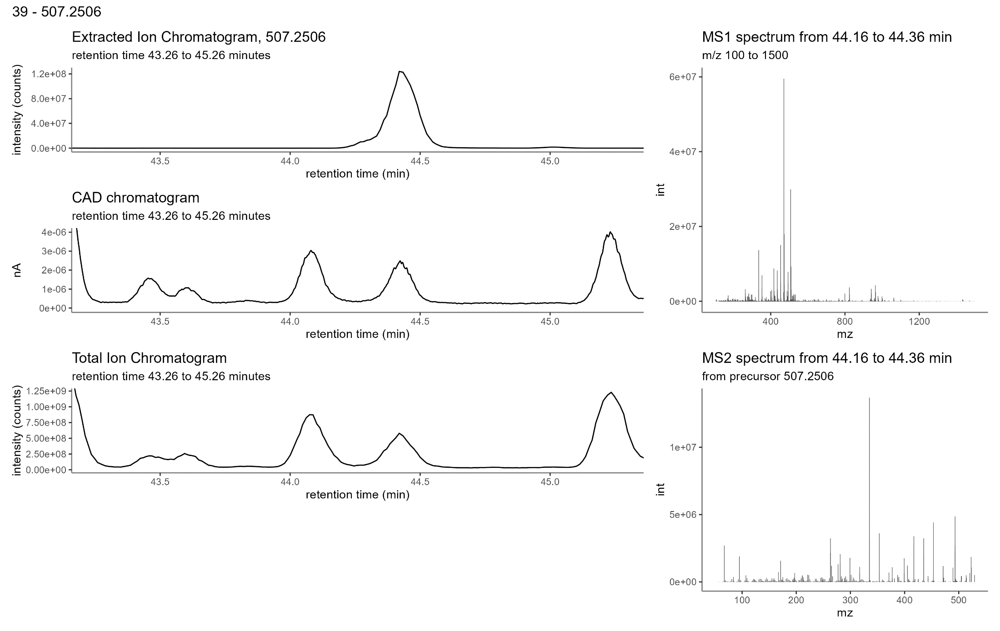 39 - 507.2506
Extracted Ion Chromatogram, 507.2506
retention time 43.26 to 45.26 minutes
intensity (counts)
1.2e+08
8.0e+07
4.0e+07
0.0e+00
43.5 44.0 44.5 45.0
retention time (min)
CAD chromatogram
retention time 43.26 to 45.26 minutes
nA
4e-06
3e-06
2e-06
1e-06
0e+00
43.5 44.0 44.5 45.0
retention time (min)
Total Ion Chromatogram
retention time 43.26 to 45.26 minutes
intensity (counts)
1.25e+09
1.00e+09
7.50e+08
5.00e+08
2.50e+08
0.00e+00
43.5 44.0 44.5 45.0
retention time (min)
MS1 spectrum from 44.16 to 44.36 min
m/z 100 to 1500
int
6e+07
4e+07
2e+07
0e+00
400 800 1200
mz
MS2 spectrum from 44.16 to 44.36 min
from precursor 507.2506
int
1e+07
5e+06
0e+00
100 200 300 400 500
mz